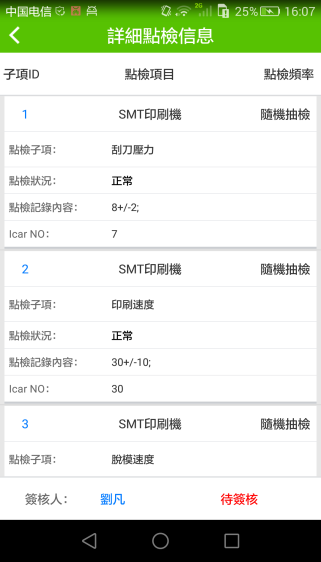 中国电信 2G 25% 16:07
詳細點檢信息
子項ID 點檢項目 點檢頻率
1 SMT印刷機 隨機抽檢
點檢子項: 刮刀壓力
點檢狀況: 正常
點檢記錄內容: 8+/-2;
Icar NO: 7
2 SMT印刷機 隨機抽檢
點檢子項: 印刷速度
點檢狀況: 正常
點檢記錄內容: 30+/-10;
Icar NO: 30
3 SMT印刷機 隨機抽檢
點檢子項: 脫模速度
簽核人: 劉凡 待簽核